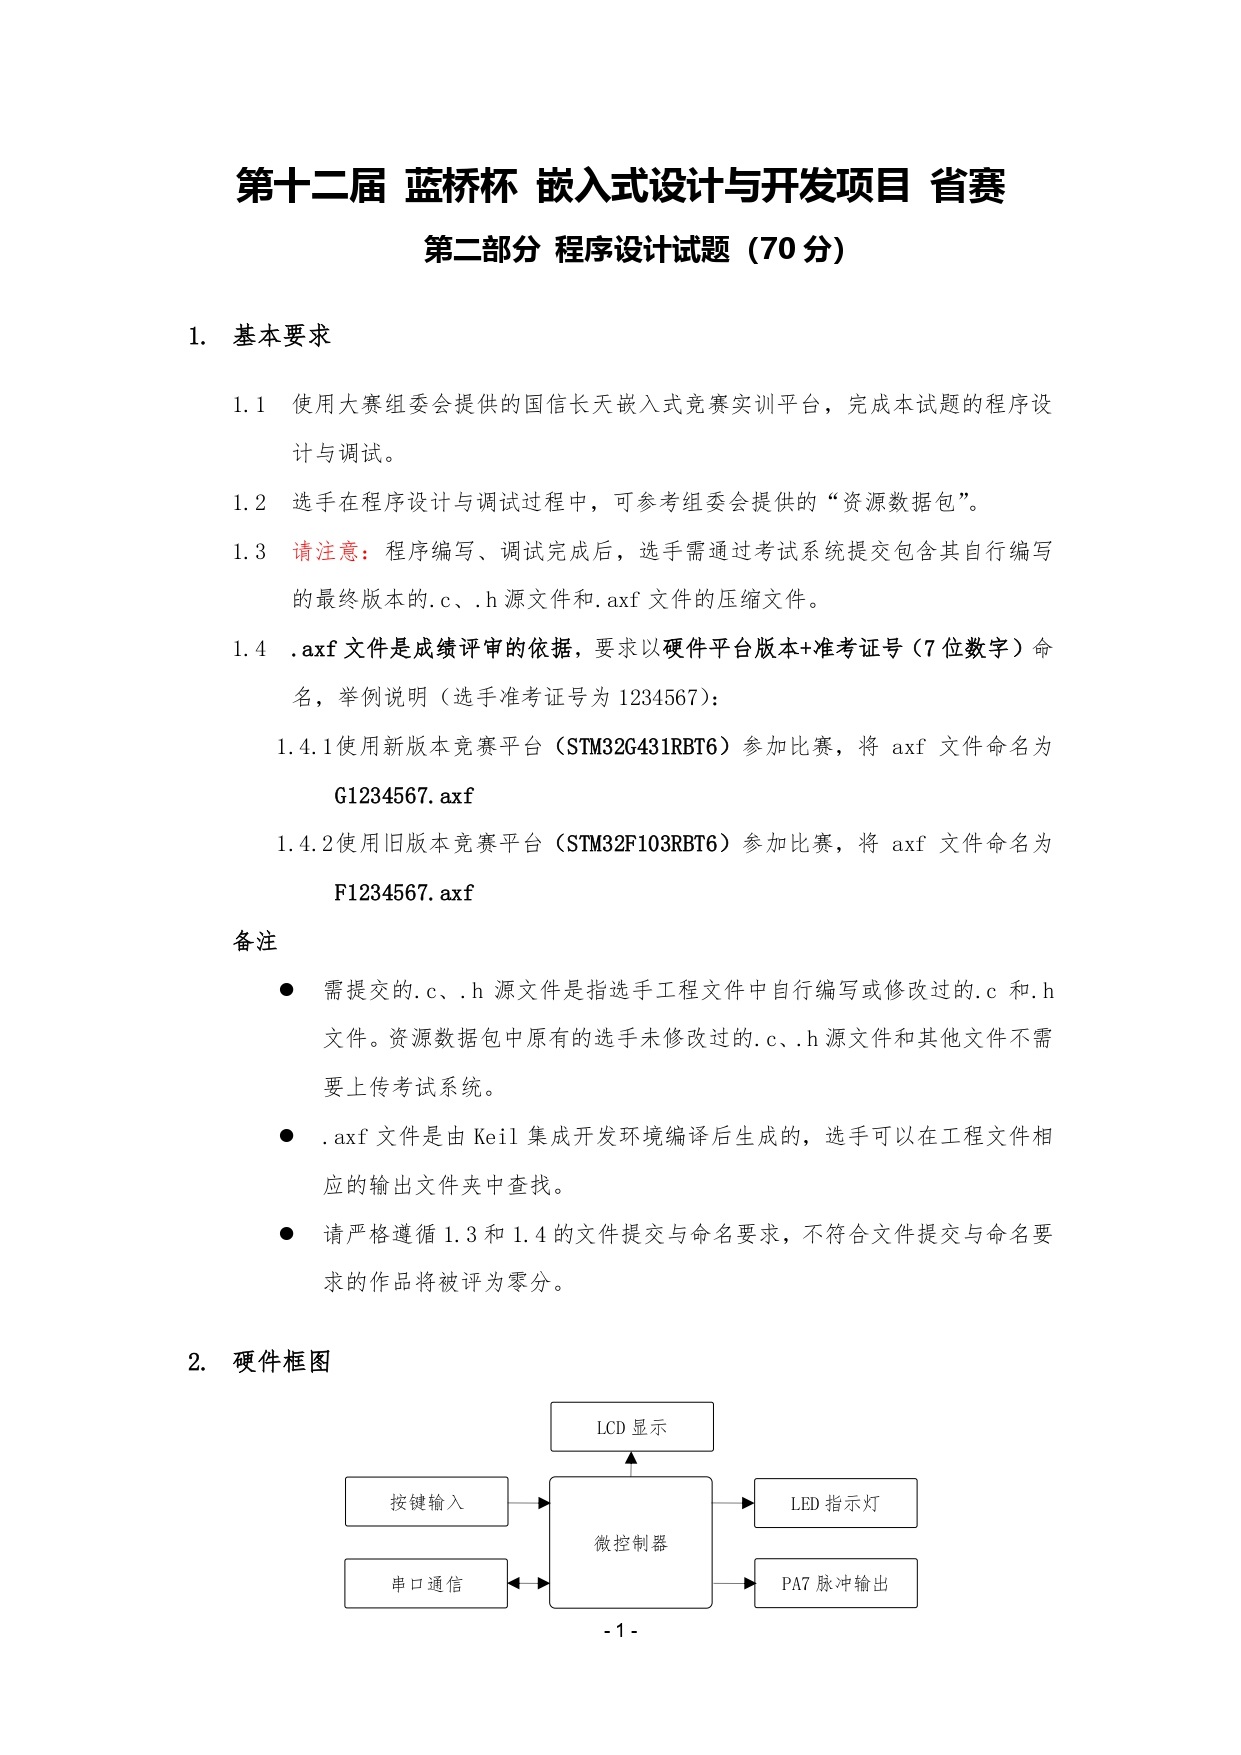 第十二届 蓝桥杯 嵌入式设计与开发项目 省赛
第二部分 程序设计试题（70 分）
1. 基本要求
1.1 使用大赛组委会提供的国信长天嵌入式竞赛实训平台，完成本试题的程序设
计与调试。
1.2 选手在程序设计与调试过程中，可参考组委会提供的“资源数据包”。
1.3 请注意：程序编写、调试完成后，选手需通过考试系统提交包含其自行编写
的最终版本的.c、.h 源文件和.axf 文件的压缩文件。
1.4 .axf 文件是成绩评审的依据，要求以硬件平台版本+准考证号（7 位数字）命
名，举例说明（选手准考证号为 1234567）：
1.4.1使用新版本竞赛平台（STM32G431RBT6）参加比赛，将 axf 文件命名为
G1234567.axf
1.4.2使用旧版本竞赛平台（STM32F103RBT6）参加比赛，将 axf 文件命名为
F1234567.axf
备注
● 需提交的.c、.h 源文件是指选手工程文件中自行编写或修改过的.c 和.h
文件。资源数据包中原有的选手未修改过的.c、.h 源文件和其他文件不需
要上传考试系统。
● .axf 文件是由 Keil 集成开发环境编译后生成的，选手可以在工程文件相
应的输出文件夹中查找。
● 请严格遵循 1.3 和 1.4 的文件提交与命名要求，不符合文件提交与命名要
求的作品将被评为零分。
2. 硬件框图
LCD 显示
按键输入
LED 指示灯
微控制器
串口通信
PA7 脉冲输出
- 1 -